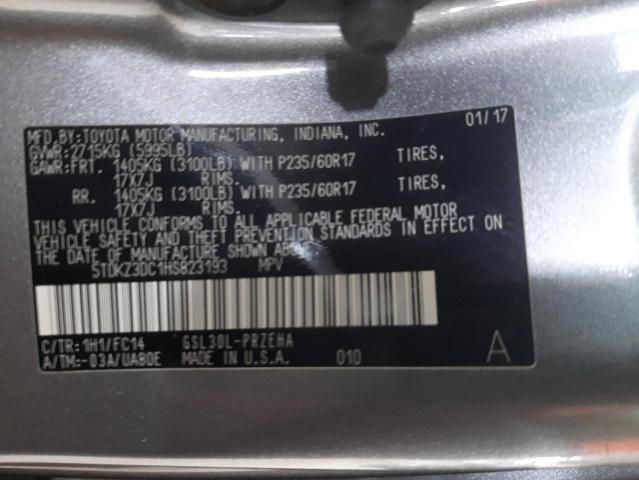 MFD.BY:TOYOTA MOTOR MANUFACTURING, INDIANA, INC. 01/17
GVWR:2715KG (5995LB)
GAWR:FRT. 1405KG (3100LB) WITH P235/60R17 TIRES,
17X7J RIMS.
RR. 1405KG (3100LB) WITH P235/60R17 TIRES,
17X7J RIMS.
THIS VEHICLE CONFORMS TO ALL APPLICABLE FEDERAL MOTOR
VEHICLE SAFETY AND THEFT PREVENTION STANDARDS IN EFFECT ON
THE DATE OF MANUFACTURE SHOWN ABOVE.
5TDKZ3DC1HS823193 MPV
C/TR:1H1/FC14 GSL30L-PRZEHA
A/TM:-03A/UA80E MADE IN U.S.A. 010 A